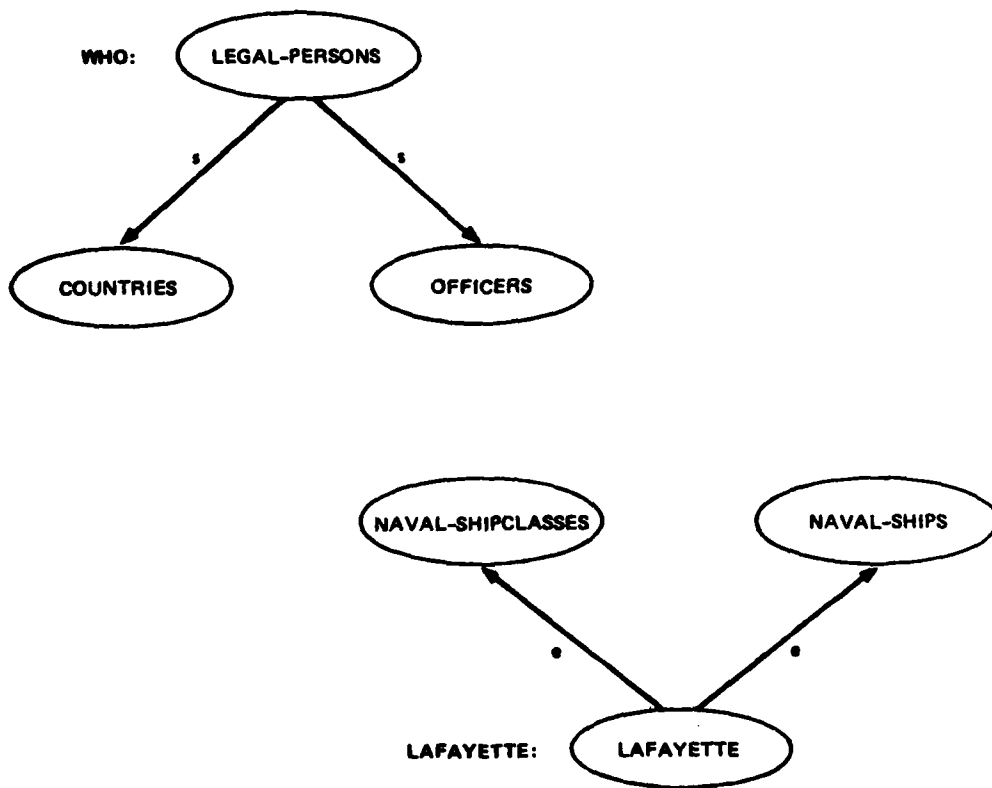 WHO: LEGAL-PERSONS
s s
COUNTRIES OFFICERS
NAVAL-SHIPCLASSES NAVAL-SHIPS
e e
LAFAYETTE: LAFAYETTE